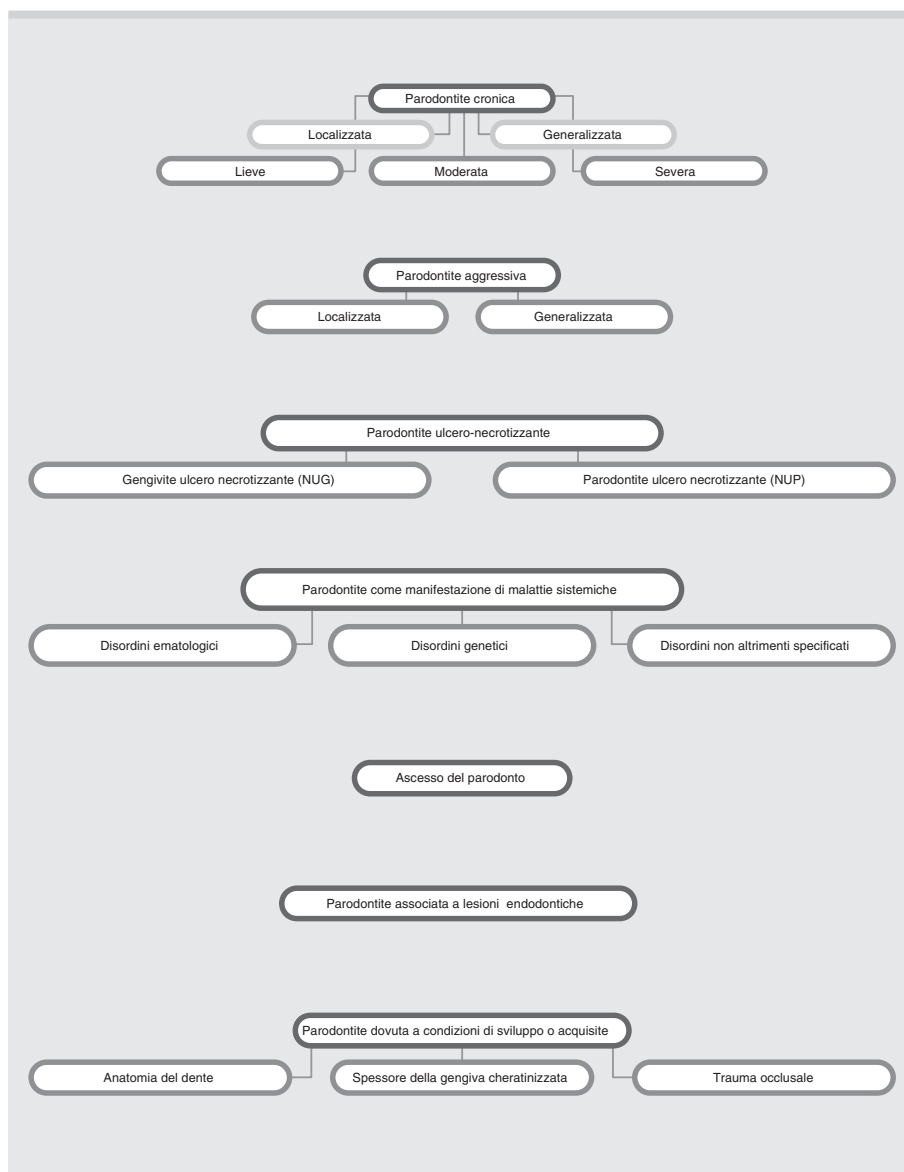 Parodontite cronica
Localizzata
Generalizzata
Lieve
Moderata
Severa
Parodontite aggressiva
Localizzata
Generalizzata
Parodontite ulcero-necrotizzante
Gengivite ulcero necrotizzante (NUG)
Parodontite ulcero necrotizzante (NUP)
Parodontite come manifestazione di malattie sistemiche
Disordini ematologici
Disordini genetici
Disordini non altrimenti specificati
Ascesso del parodonto
Parodontite associata a lesioni endodontiche
Parodontite dovuta a condizioni di sviluppo o acquisite
Anatomia del dente
Spessore della gengiva cheratinizzata
Trauma occlusale